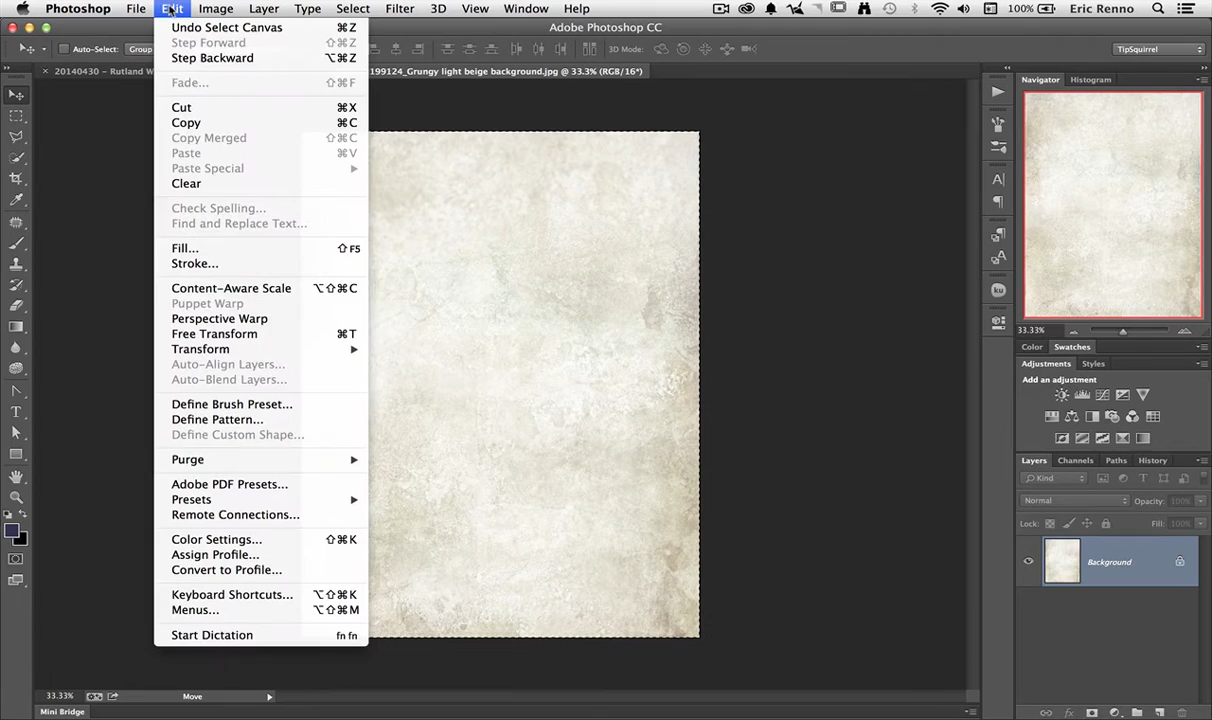 Photoshop File Edit Image Layer Type Select Filter 3D View Window Help 100% Eric Renno
Adobe Photoshop CC
Auto-Select: Group 3D Mode: TipSquirrel
20140430 - Rutland W 199124_Grungy light beige background.jpg @ 33.3% (RGB/16*)
Undo Select Canvas ⌘Z
Step Forward ⇧⌘Z
Step Backward ⌥⌘Z
Fade... ⇧⌘F
Cut ⌘X
Copy ⌘C
Copy Merged ⇧⌘C
Paste ⌘V
Paste Special
Clear
Check Spelling...
Find and Replace Text...
Fill... ⇧F5
Stroke...
Content-Aware Scale ⌥⇧⌘C
Puppet Warp
Perspective Warp
Free Transform ⌘T
Transform
Auto-Align Layers...
Auto-Blend Layers...
Define Brush Preset...
Define Pattern...
Define Custom Shape...
Purge
Adobe PDF Presets...
Presets
Remote Connections...
Color Settings... ⇧⌘K
Assign Profile...
Convert to Profile...
Keyboard Shortcuts... ⌥⇧⌘K
Menus... ⌥⇧⌘M
Start Dictation fn fn
Navigator Histogram
33.33%
Color Swatches
Adjustments Styles
Add an adjustment
Layers Channels Paths History
Kind
Normal Opacity: 100%
Lock: Fill: 100%
Background
33.33% Move
Mini Bridge